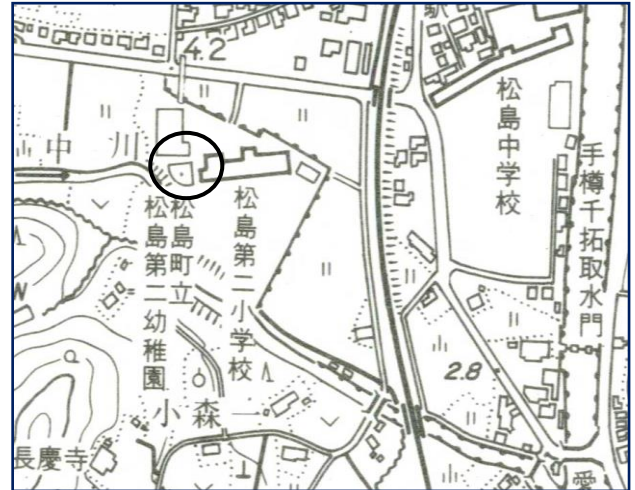 駅
4.2
松島中学校
中川
手樽干拓取水門
松島第二小学校
松島町立
松島第二幼稚園
2.8
小森
長慶寺
愛